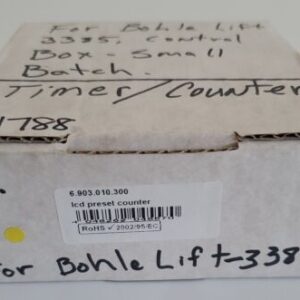 For Bohle Lift
3335, Control
Box - Small
Batch.
Timer/Counter
1788
6.903.010.300
lcd preset counter
RoHS ✓ 2002/95/EC
For Bohle Lift-338